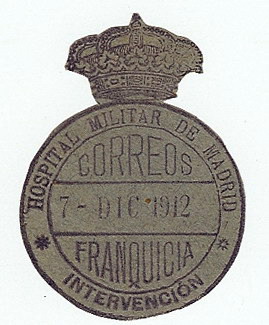 HOSPITAL MILITAR DE MADRID
CORREOS
7 - DIC 1912
FRANQUICIA
INTERVENCIÓN